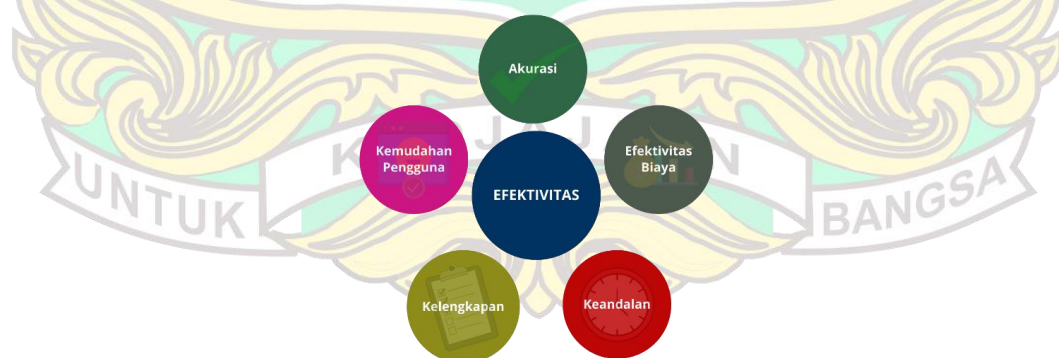 Akurasi
Kemudahan
Pengguna
Efektivitas
Biaya
EFEKTIVITAS
Kelengkapan
Keandalan
UNTUK
BANGSA